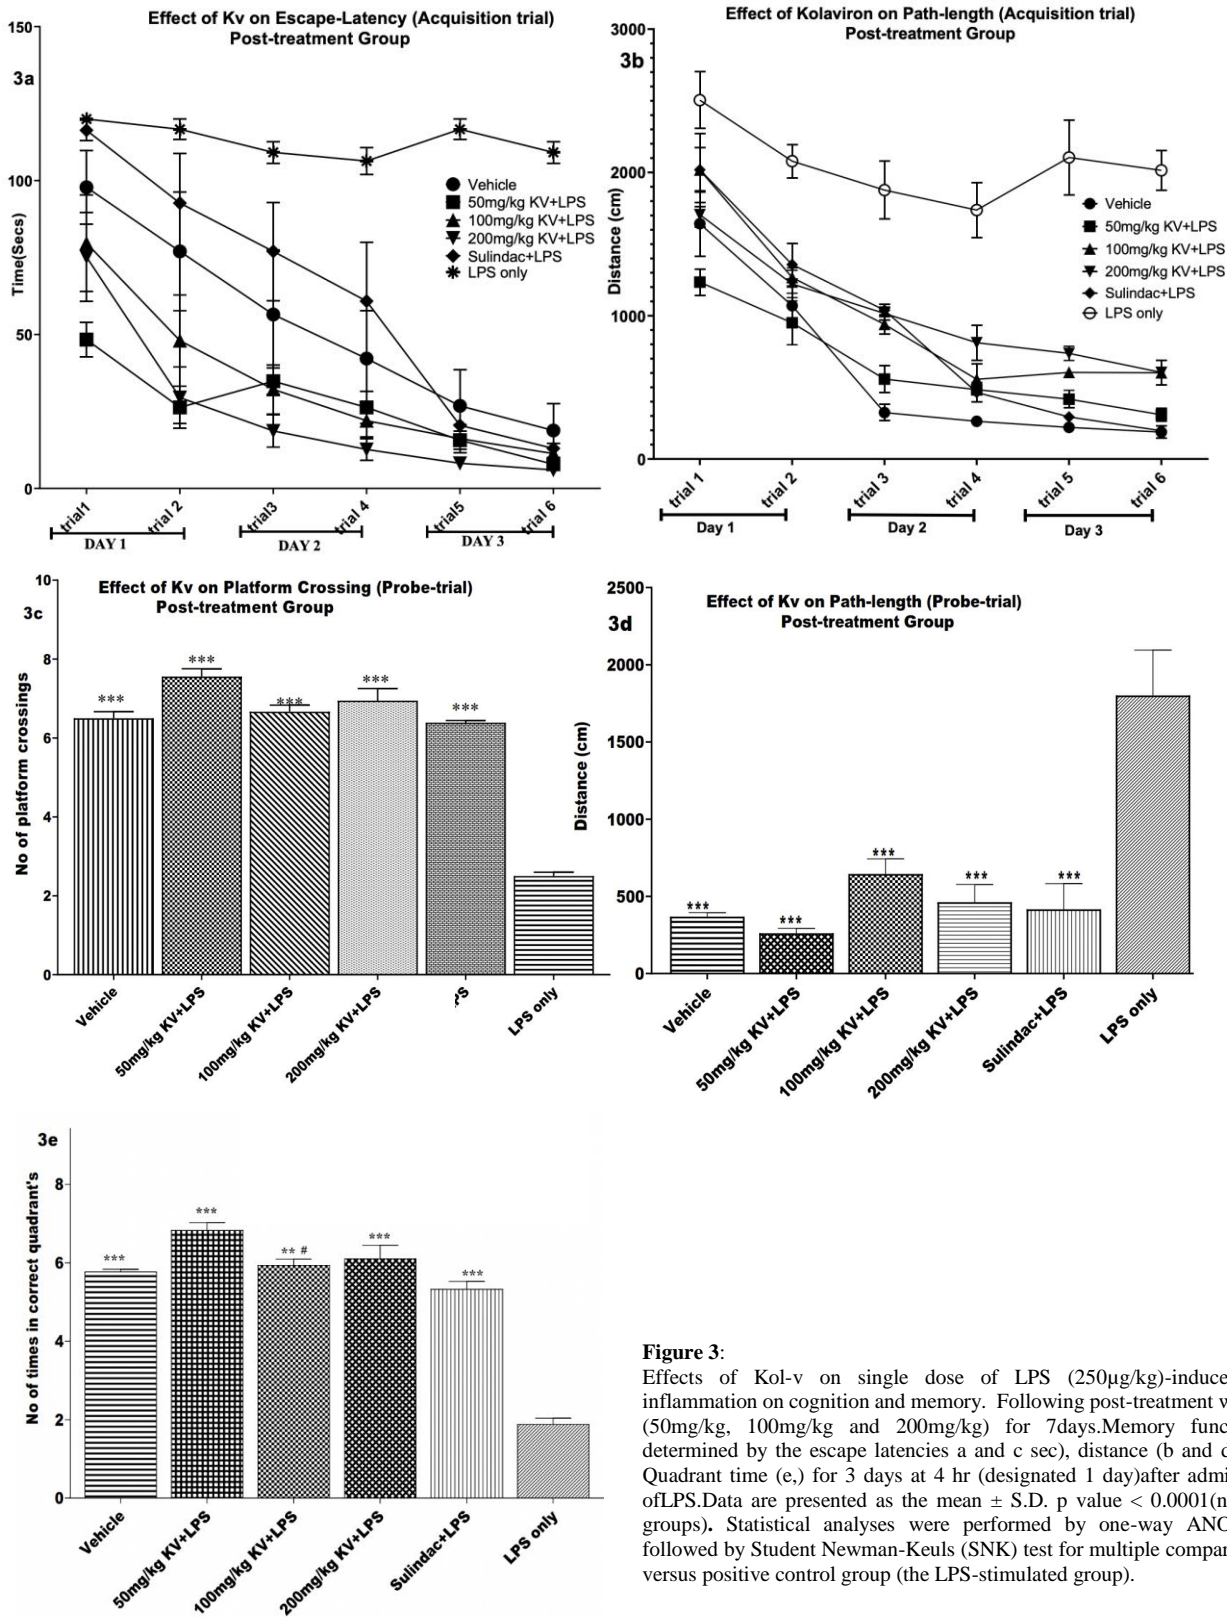 Effect of Kv on Escape-Latency (Acquisition trial)
Post-treatment Group
3a
150
100
50
0
Time(Secs)
Vehicle
50mg/kg KV+LPS
100mg/kg KV+LPS
200mg/kg KV+LPS
Sulindac+LPS
LPS only
trial1
trial 2
trial3
trial 4
trial5
trial 6
DAY 1
DAY 2
DAY 3
Effect of Kolaviron on Path-length (Acquisition trial)
Post-treatment Group
3b
3000
2000
1000
0
Distance (cm)
Vehicle
50mg/kg KV+LPS
100mg/kg KV+LPS
200mg/kg KV+LPS
Sulindac+LPS
LPS only
trial 1
trial 2
trial 3
trial 4
trial 5
trial 6
Day 1
Day 2
Day 3
Effect of Kv on Platform Crossing (Probe-trial)
Post-treatment Group
3c
10
8
6
4
2
0
No of platform crossings
***
***
***
***
***
Vehicle
50mg/kg KV+LPS
100mg/kg KV+LPS
200mg/kg KV+LPS
PS
LPS only
Effect of Kv on Path-length (Probe-trial)
Post-treatment Group
3d
2500
2000
1500
1000
500
0
Distance (cm)
***
***
***
***
***
Vehicle
50mg/kg KV+LPS
100mg/kg KV+LPS
200mg/kg KV+LPS
Sulindac+LPS
LPS only
3e
8
6
4
2
0
No of times in correct quadrant's
***
***
** #
***
***
Vehicle
50mg/kg KV+LPS
100mg/kg KV+LPS
200mg/kg KV+LPS
Sulindac+LPS
LPS only
Figure 3:
Effects of Kol-v on single dose of LPS (250µg/kg)-induce
inflammation on cognition and memory. Following post-treatment
(50mg/kg, 100mg/kg and 200mg/kg) for 7days.Memory func
determined by the escape latencies a and c sec), distance (b and
Quadrant time (e,) for 3 days at 4 hr (designated 1 day)after admi
ofLPS.Data are presented as the mean ± S.D. p value < 0.0001(n
groups). Statistical analyses were performed by one-way ANO
followed by Student Newman-Keuls (SNK) test for multiple compar
versus positive control group (the LPS-stimulated group).